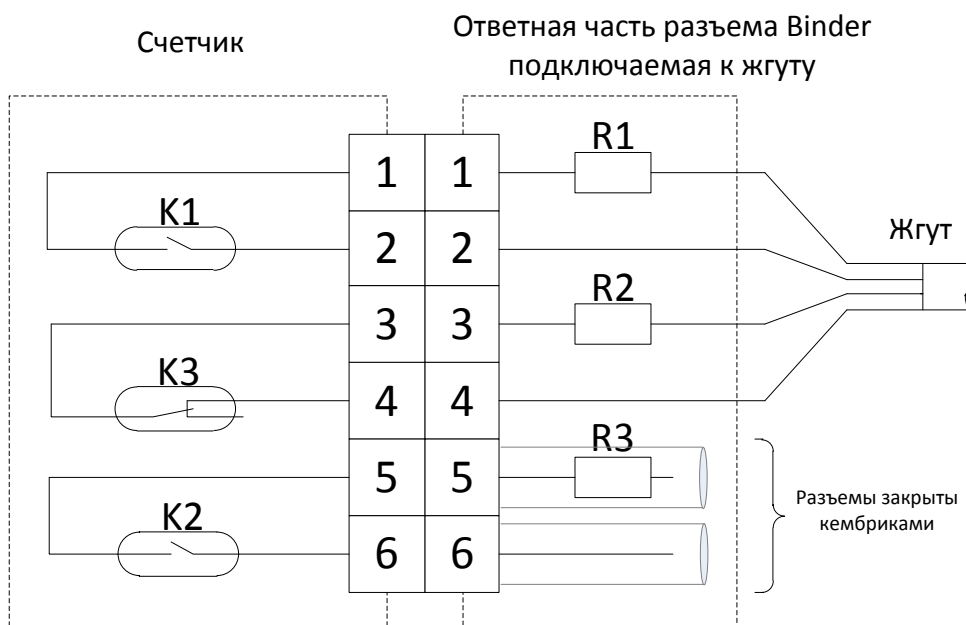 Счетчик
Ответная часть разъема Binder
подключаемая к жгуту
1 1
R1
K1
2 2
Жгут
3 3
R2
K3
4 4
5 5
R3
K2
6 6
Разъемы закрыты
кембриками